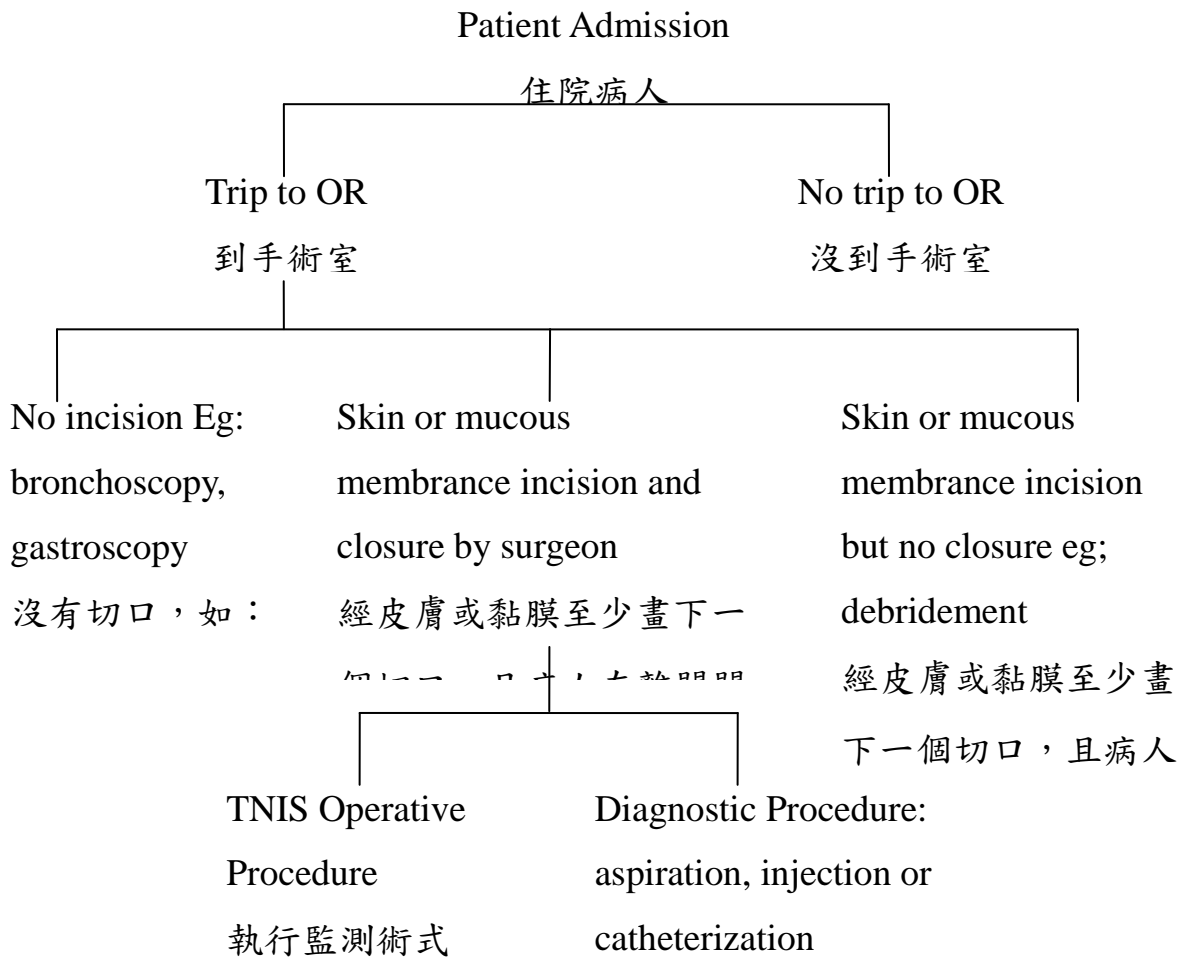 Patient Admission
住院病人
Trip to OR
到手術室
No trip to OR
沒到手術室
No incision Eg:
bronchoscopy,
gastroscopy
沒有切口,如:
Skin or mucous
membrance incision and
closure by surgeon
經皮膚或黏膜至少畫下一
Skin or mucous
membrance incision
but no closure eg;
debridement
經皮膚或黏膜至少畫
下一個切口,且病人
TNIS Operative
Procedure
執行監測術式
Diagnostic Procedure:
aspiration, injection or
catheterization